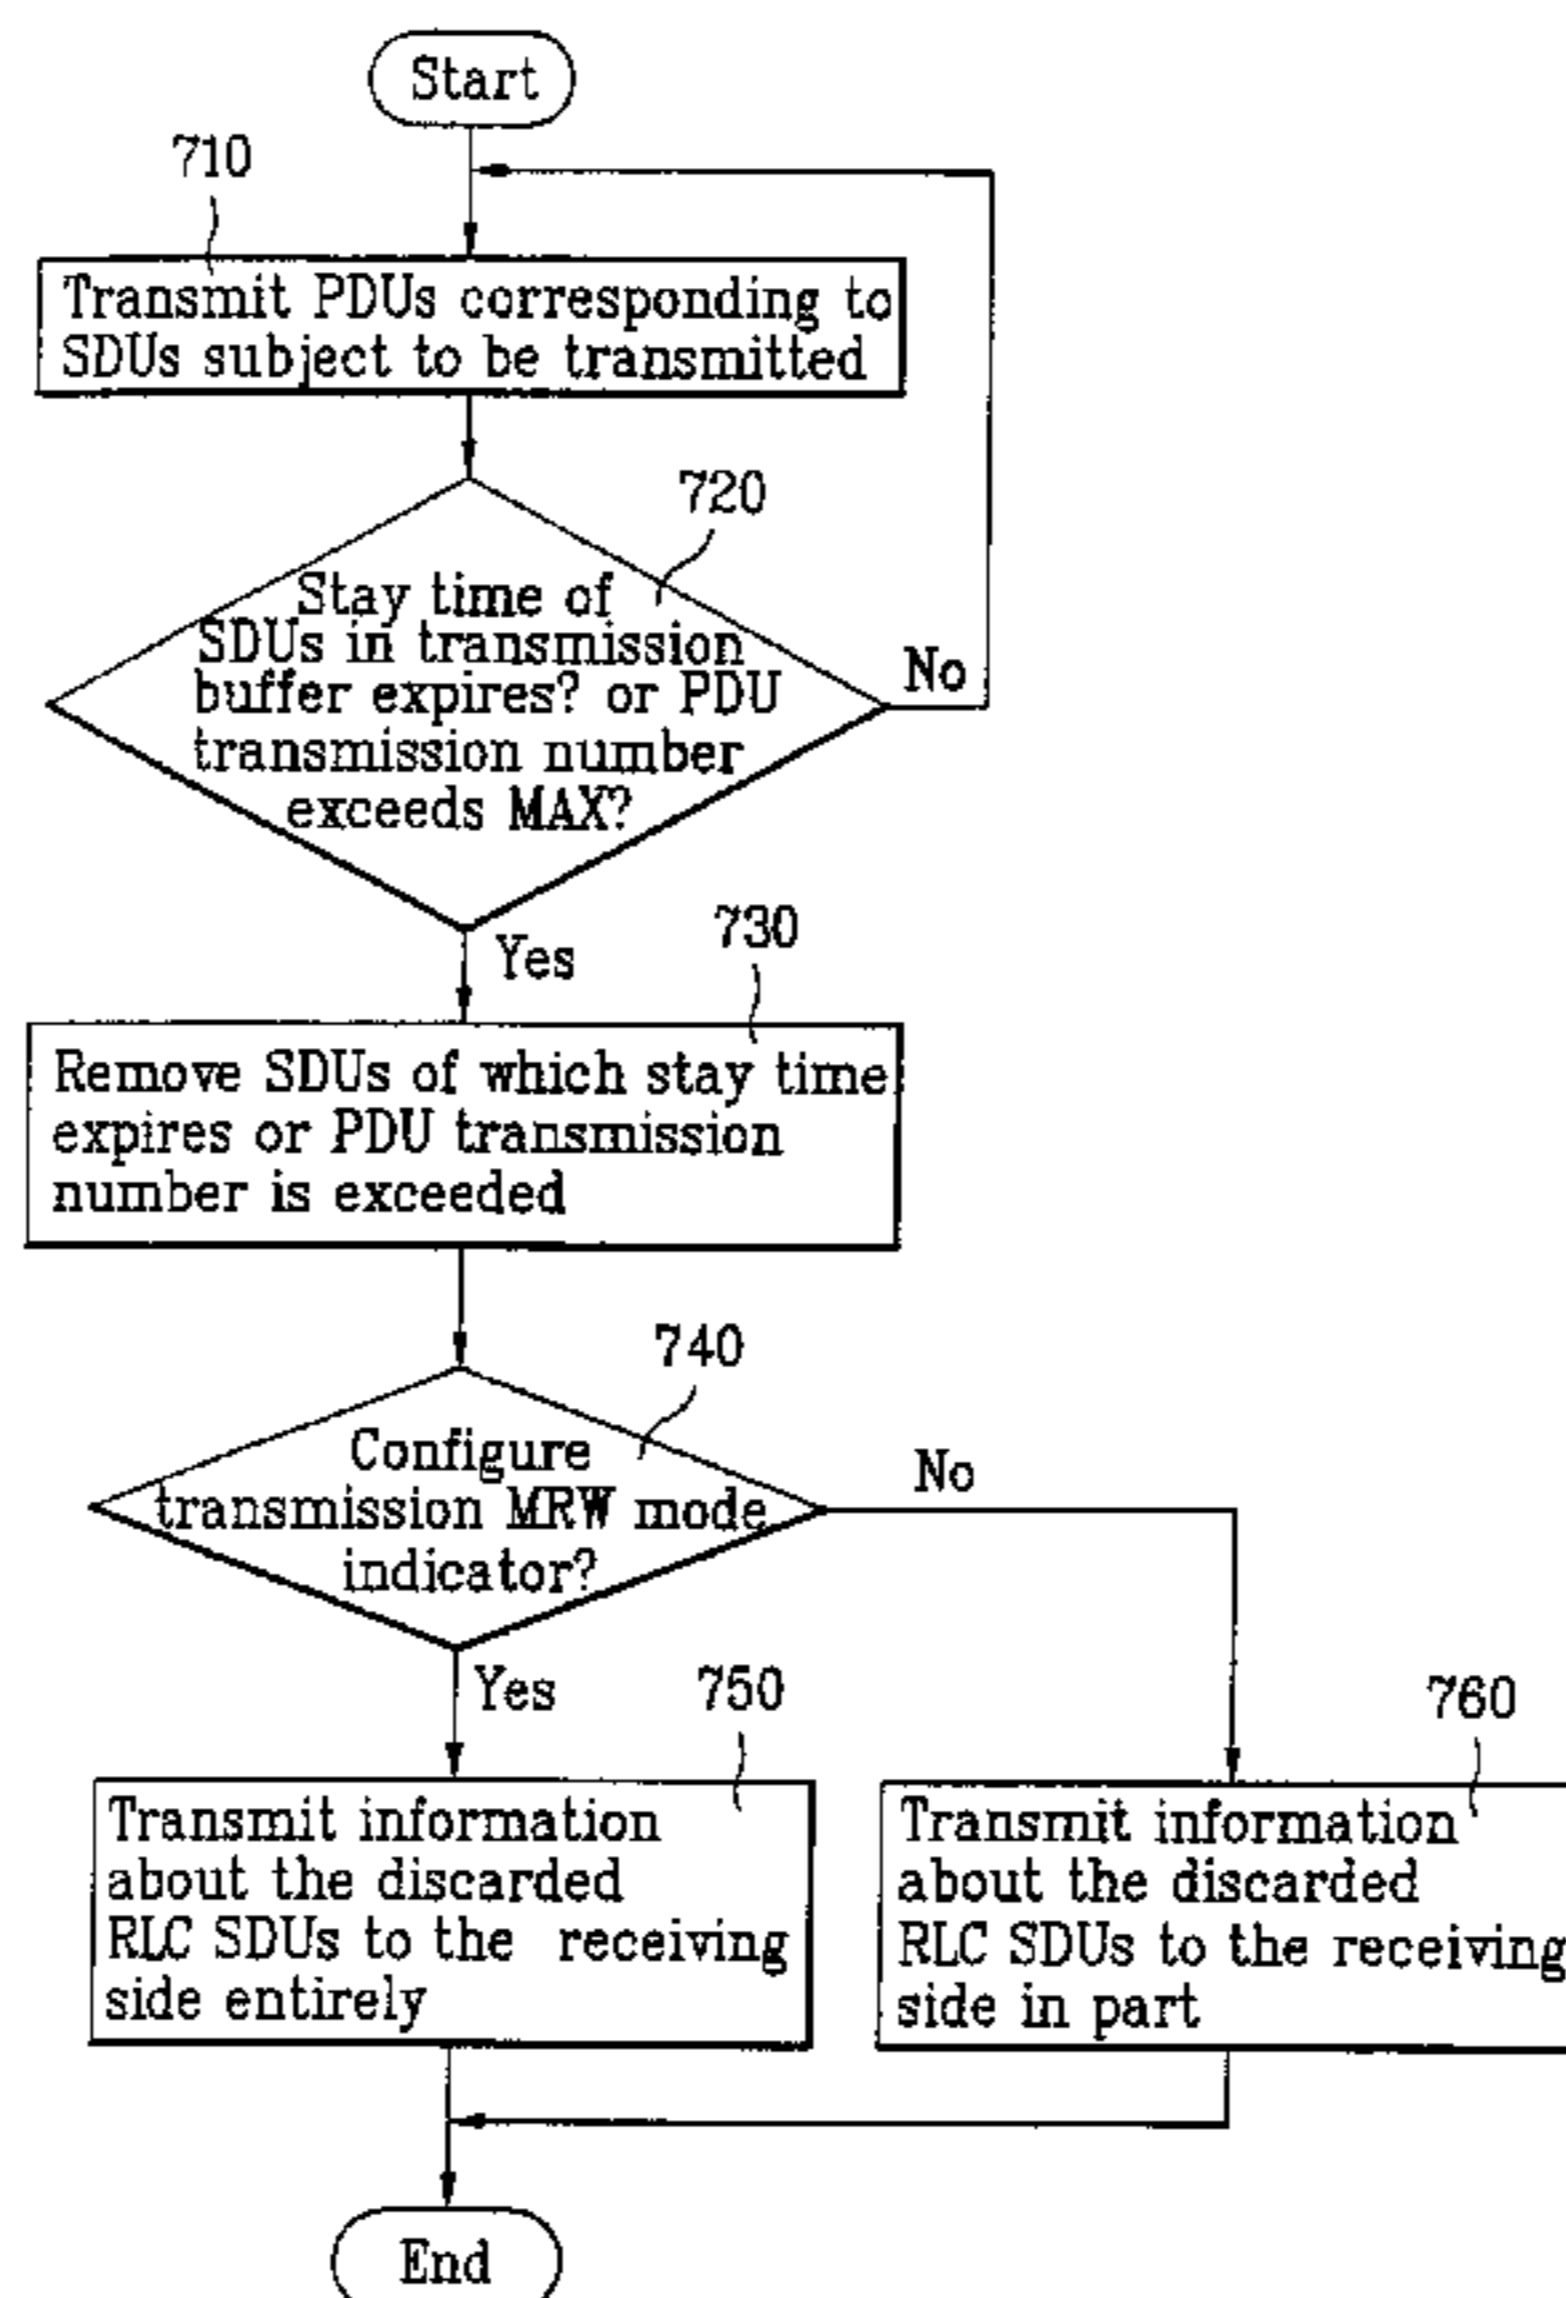 Start
710
Transmit PDUs corresponding to
SDUs subject to be transmitted
720
Stay time of
SDUs in transmission
buffer expires? or PDU
transmission number
exceeds MAX?
No
Yes
730
Remove SDUs of which stay time
expires or PDU transmission
number is exceeded
740
Configure
transmission MRW mode
indicator?
No
Yes
750
Transmit information
about the discarded
RLC SDUs to the receiving
side entirely
760
Transmit information
about the discarded
RLC SDUs to the receiving
side in part
End